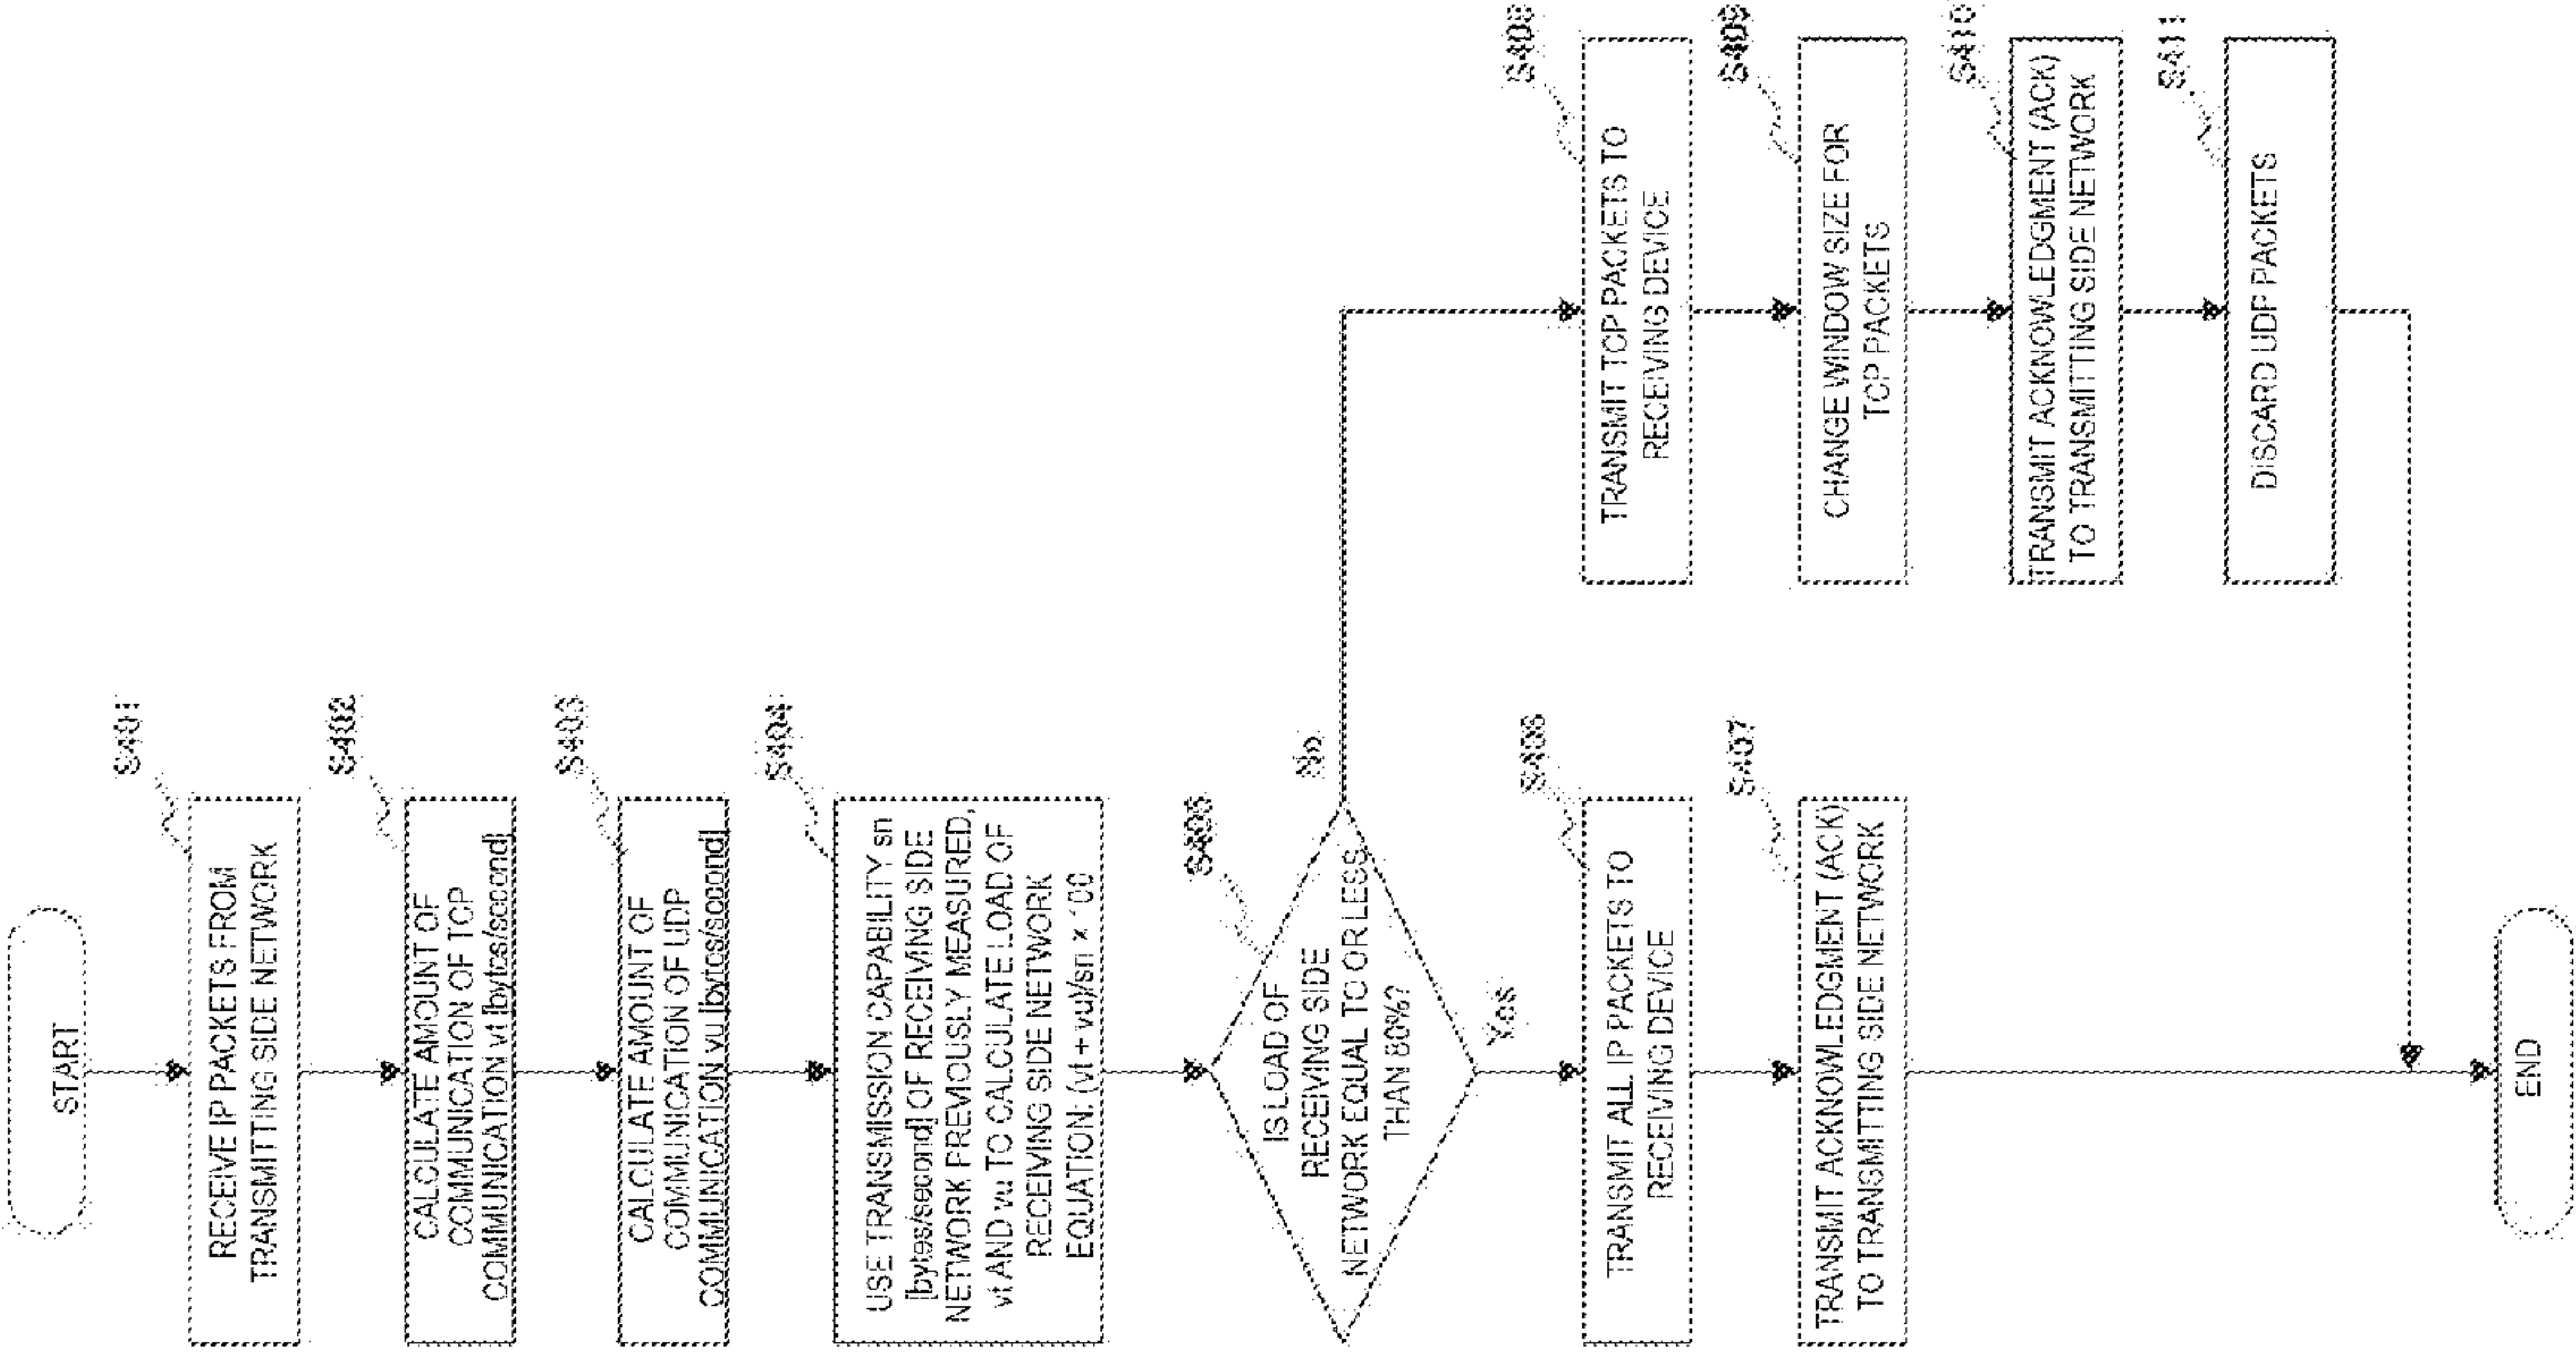 START
S401
RECEIVE IP PACKETS FROM
TRANSMITTING SIDE NETWORK
S402
CALCULATE AMOUNT OF
COMMUNICATION OF TCP
COMMUNICATION vt [bytes/second]
S403
CALCULATE AMOUNT OF
COMMUNICATION OF UDP
COMMUNICATION vu [bytes/second]
S404
USE TRANSMISSION CAPABILITY sn
[bytes/second] OF RECEIVING SIDE
NETWORK PREVIOUSLY MEASURED,
vt AND vu TO CALCULATE LOAD OF
RECEIVING SIDE NETWORK
EQUATION: (vt + vu)/sn × 100
S405
IS LOAD OF
RECEIVING SIDE
NETWORK EQUAL TO OR LESS
THAN 80%?
No
Yes
S406
TRANSMIT ALL IP PACKETS TO
RECEIVING DEVICE
S407
TRANSMIT ACKNOWLEDGMENT (ACK)
TO TRANSMITTING SIDE NETWORK
S408
TRANSMIT TCP PACKETS TO
RECEIVING DEVICE
S409
CHANGE WINDOW SIZE FOR
TCP PACKETS
S410
TRANSMIT ACKNOWLEDGMENT (ACK)
TO TRANSMITTING SIDE NETWORK
S411
DISCARD UDP PACKETS
END